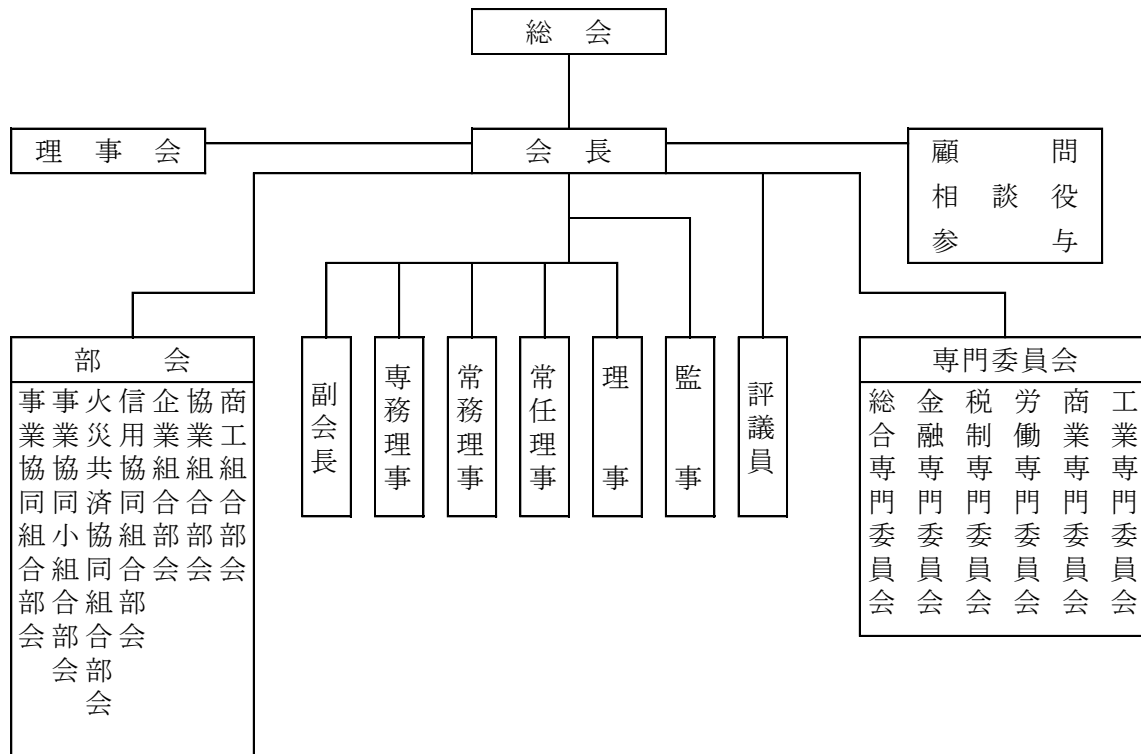 総会
理事会
会長
顧問
相談役
参与
部会
事業協同組合部会
事業協同小組合部会
火災共済協同組合部会
信用協同組合部会
企業組合部会
協業組合部会
商工組合部会
副会長
専務理事
常務理事
常任理事
理事
監事
評議員
専門委員会
総合専門委員会
金融専門委員会
税制専門委員会
労働専門委員会
商業専門委員会
工業専門委員会